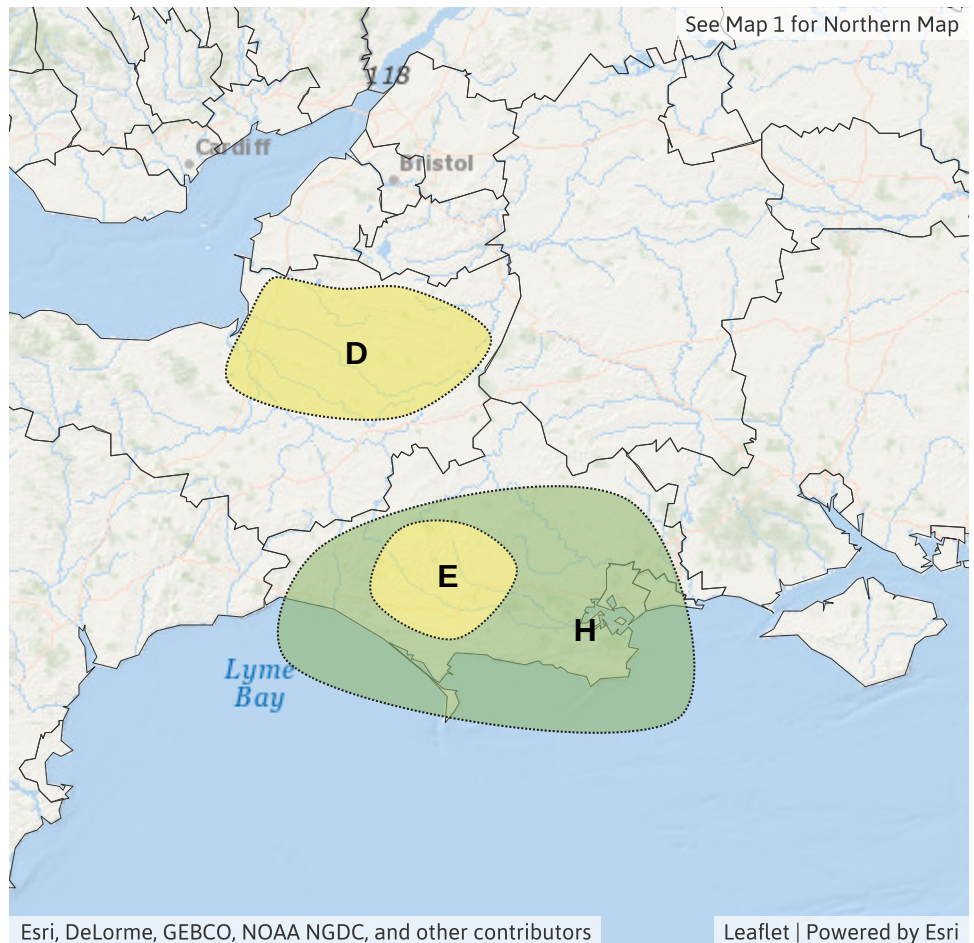 See Map 1 for Northern Map
118
Cardiff
Bristol
D
E
H
Lyme
Bay
Esri, DeLorme, GEBCO, NOAA NGDC, and other contributors
Leaflet | Powered by Esri